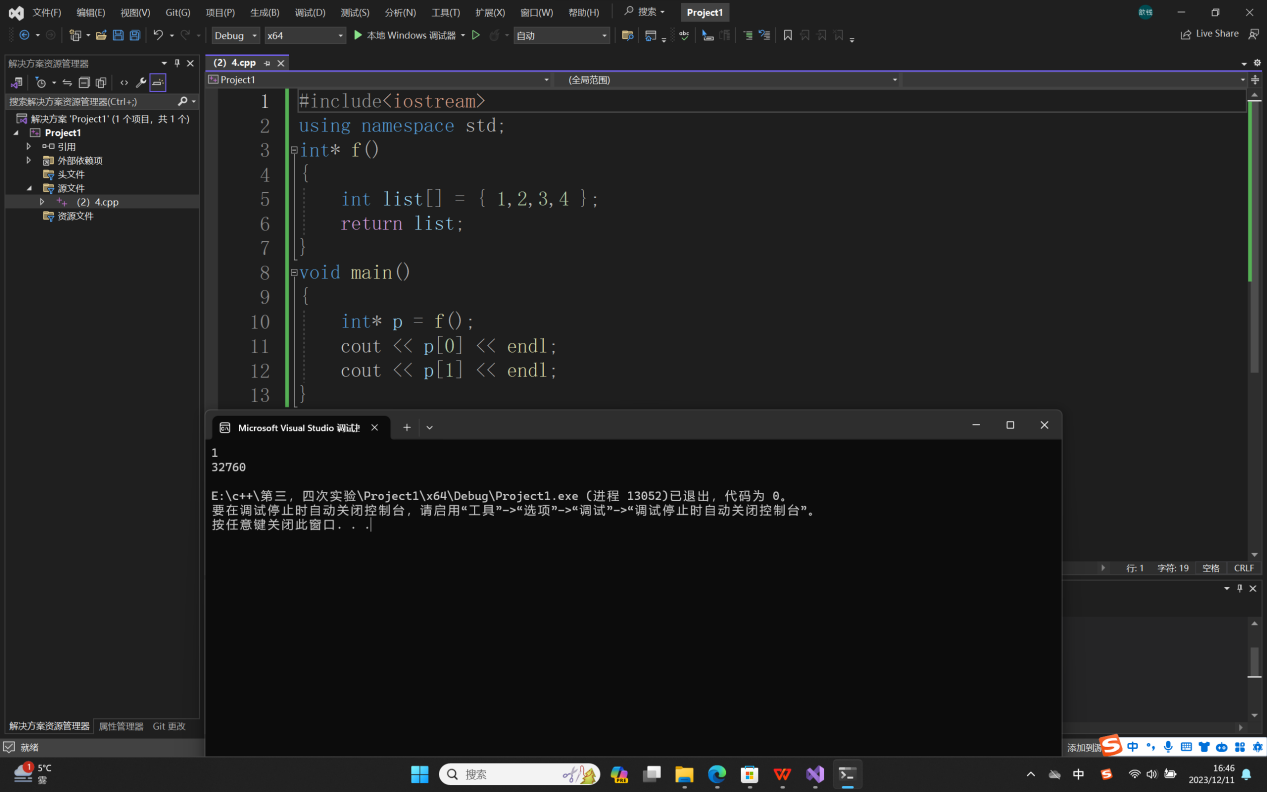 文件(F) 编辑(E) 视图(V) Git(G) 项目(P) 生成(B) 调试(D) 测试(S) 分析(N) 工具(T) 扩展(X) 窗口(W) 帮助(H) 搜索 Project1
Debug x64 本地 Windows 调试器 自动 Live Share
解决方案资源管理器
(2) 4.cpp
Project1 (全局范围)
搜索解决方案资源管理器(Ctrl+;)
解决方案 'Project1' (1 个项目，共 1 个)
Project1
引用
外部依赖项
头文件
源文件
(2) 4.cpp
资源文件
1 #include<iostream>
2 using namespace std;
3 int* f()
4 {
5 int list[] = { 1,2,3,4 };
6 return list;
7 }
8 void main()
9 {
10 int* p = f();
11 cout << p[0] << endl;
12 cout << p[1] << endl;
13 }
Microsoft Visual Studio 调试
1
32760
E:\c++\第三，四次实验\Project1\x64\Debug\Project1.exe (进程 13052)已退出，代码为 0。
要在调试停止时自动关闭控制台，请启用“工具”->“选项”->“调试”->“调试停止时自动关闭控制台”。
按任意键关闭此窗口. . .
行: 1 字符: 19 空格 CRLF
解决方案资源管理器 属性管理器 Git 更改
就绪
添加到源
中
1
5°C
霾
搜索
中
16:46
2023/12/11